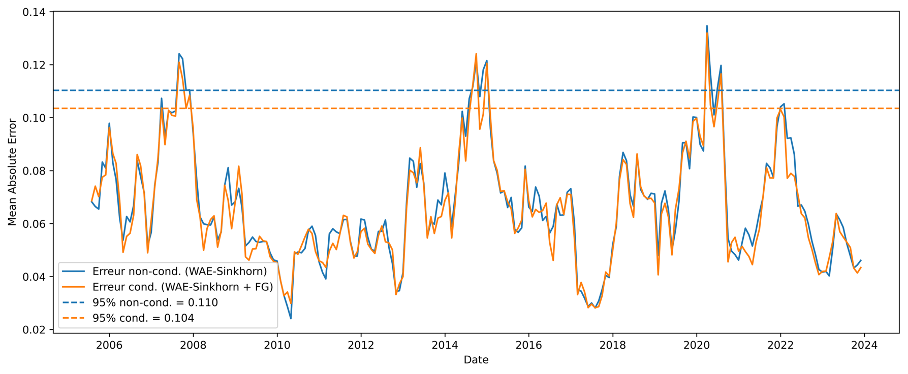 0.14
0.12
0.10
0.08
0.06
0.04
0.02
Mean Absolute Error
Erreur non-cond. (WAE-Sinkhorn)
Erreur cond. (WAE-Sinkhorn + FG)
95% non-cond. = 0.110
95% cond. = 0.104
2006 2008 2010 2012 2014 2016 2018 2020 2022 2024
Date